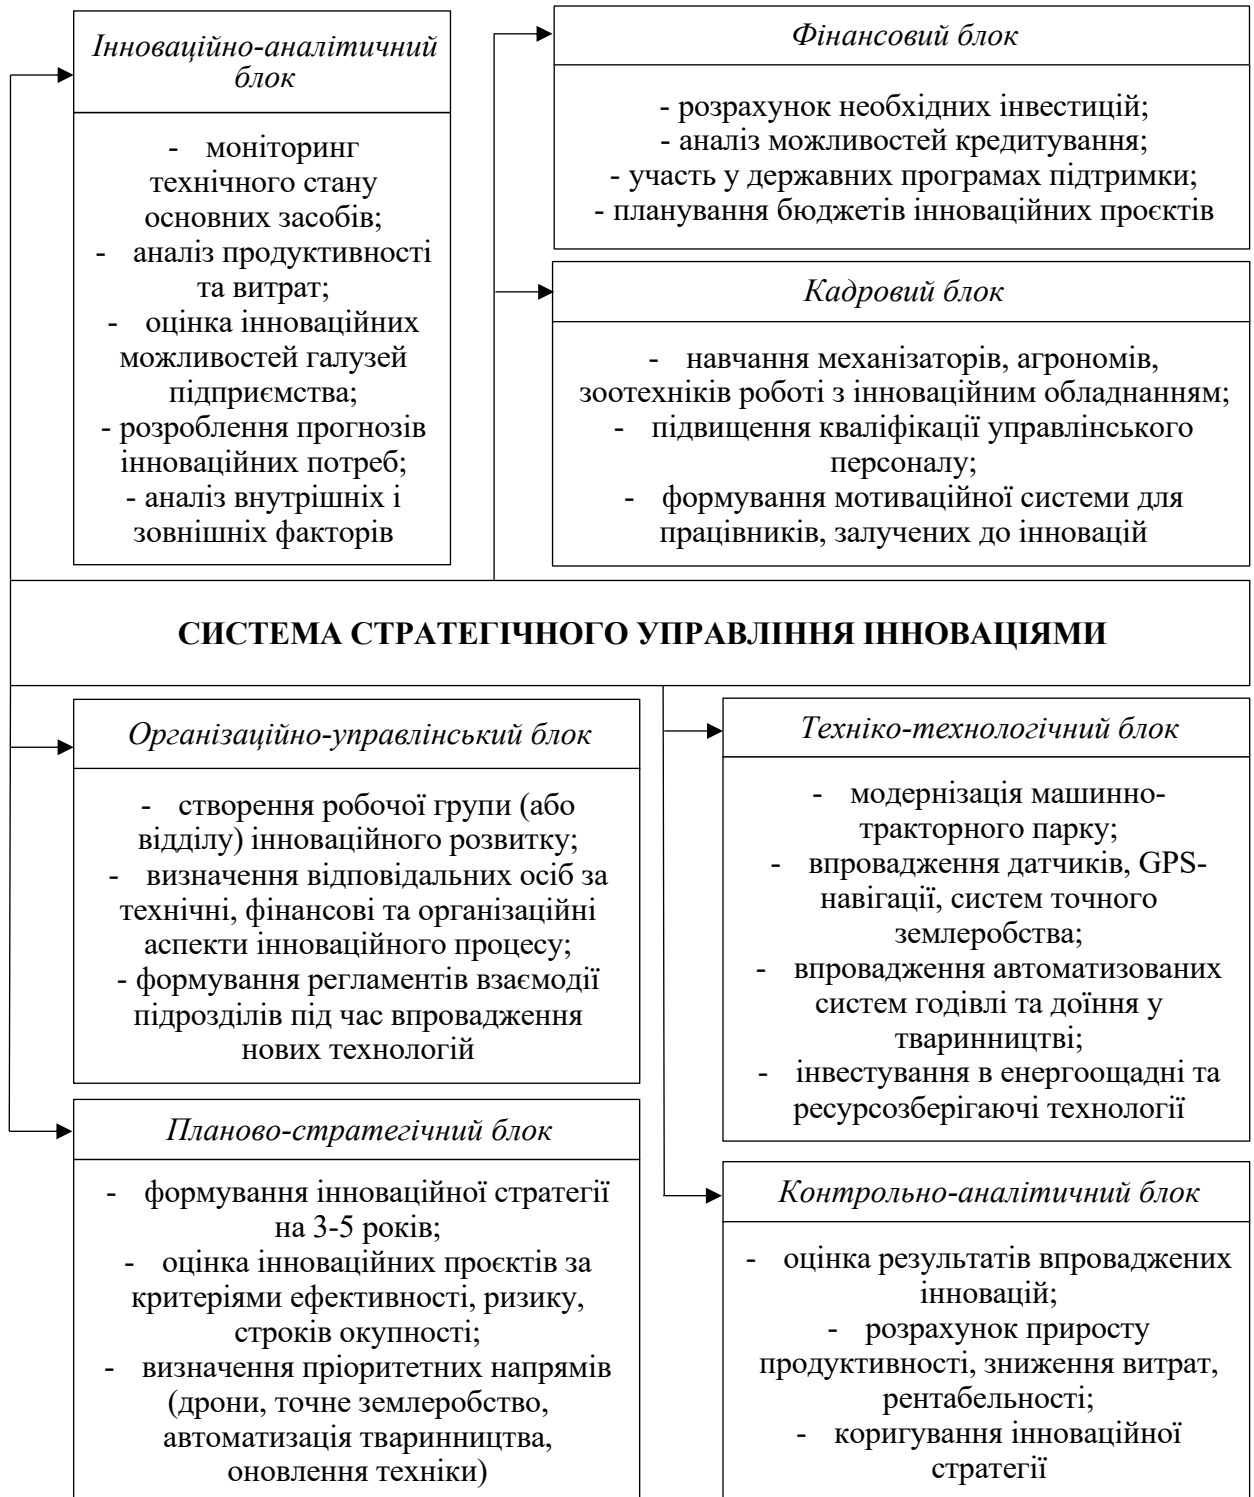 Інноваційно-аналітичний
блок
- моніторинг
технічного стану
основних засобів;
- аналіз продуктивності
та витрат;
- оцінка інноваційних
можливостей галузей
підприємства;
- розроблення прогнозів
інноваційних потреб;
- аналіз внутрішніх і
зовнішніх факторів
Фінансовий блок
- розрахунок необхідних інвестицій;
- аналіз можливостей кредитування;
- участь у державних програмах підтримки;
- планування бюджетів інноваційних проєктів
Кадровий блок
- навчання механізаторів, агрономів,
зоотехніків роботі з інноваційним обладнанням;
- підвищення кваліфікації управлінського
персоналу;
- формування мотиваційної системи для
працівників, залучених до інновацій
СИСТЕМА СТРАТЕГІЧНОГО УПРАВЛІННЯ ІННОВАЦІЯМИ
Організаційно-управлінський блок
- створення робочої групи (або
відділу) інноваційного розвитку;
- визначення відповідальних осіб за
технічні, фінансові та організаційні
аспекти інноваційного процесу;
- формування регламентів взаємодії
підрозділів під час впровадження
нових технологій
Планово-стратегічний блок
- формування інноваційної стратегії
на 3-5 років;
- оцінка інноваційних проєктів за
критеріями ефективності, ризику,
строків окупності;
- визначення пріоритетних напрямів
(дрони, точне землеробство,
автоматизація тваринництва,
оновлення техніки)
Техніко-технологічний блок
- модернізація машинно-
тракторного парку;
- впровадження датчиків, GPS-
навігації, систем точного
землеробства;
- впровадження автоматизованих
систем годівлі та доїння у
тваринництві;
- інвестування в енергоощадні та
ресурсозберігаючі технології
Контрольно-аналітичний блок
- оцінка результатів впроваджених
інновацій;
- розрахунок приросту
продуктивності, зниження витрат,
рентабельності;
- коригування інноваційної
стратегії